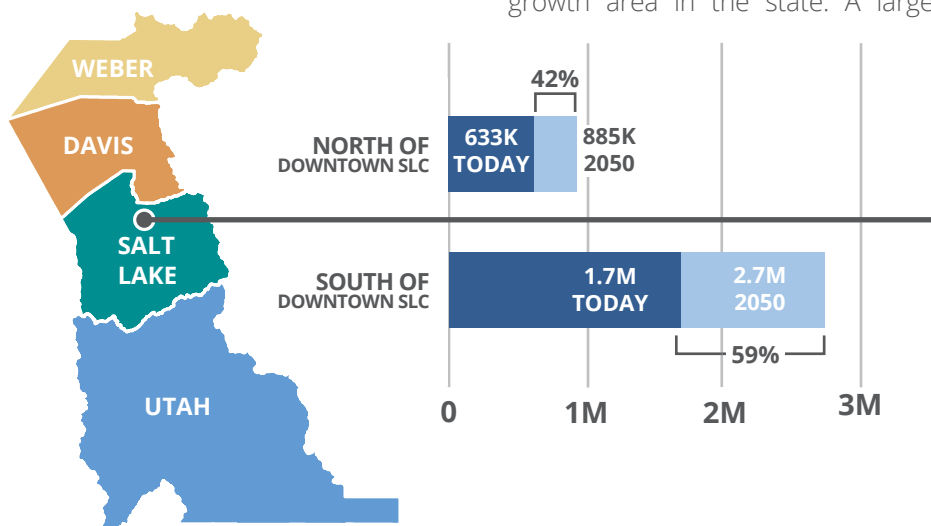 growth area in the state. A large
WEBER
DAVIS
SALT
LAKE
UTAH
42%
NORTH OF
DOWNTOWN SLC
633K
TODAY
885K
2050
SOUTH OF
DOWNTOWN SLC
1.7M
TODAY
2.7M
2050
59%
0
1M
2M
3M